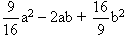 9/16 a² − 2ab + 16/9 b²